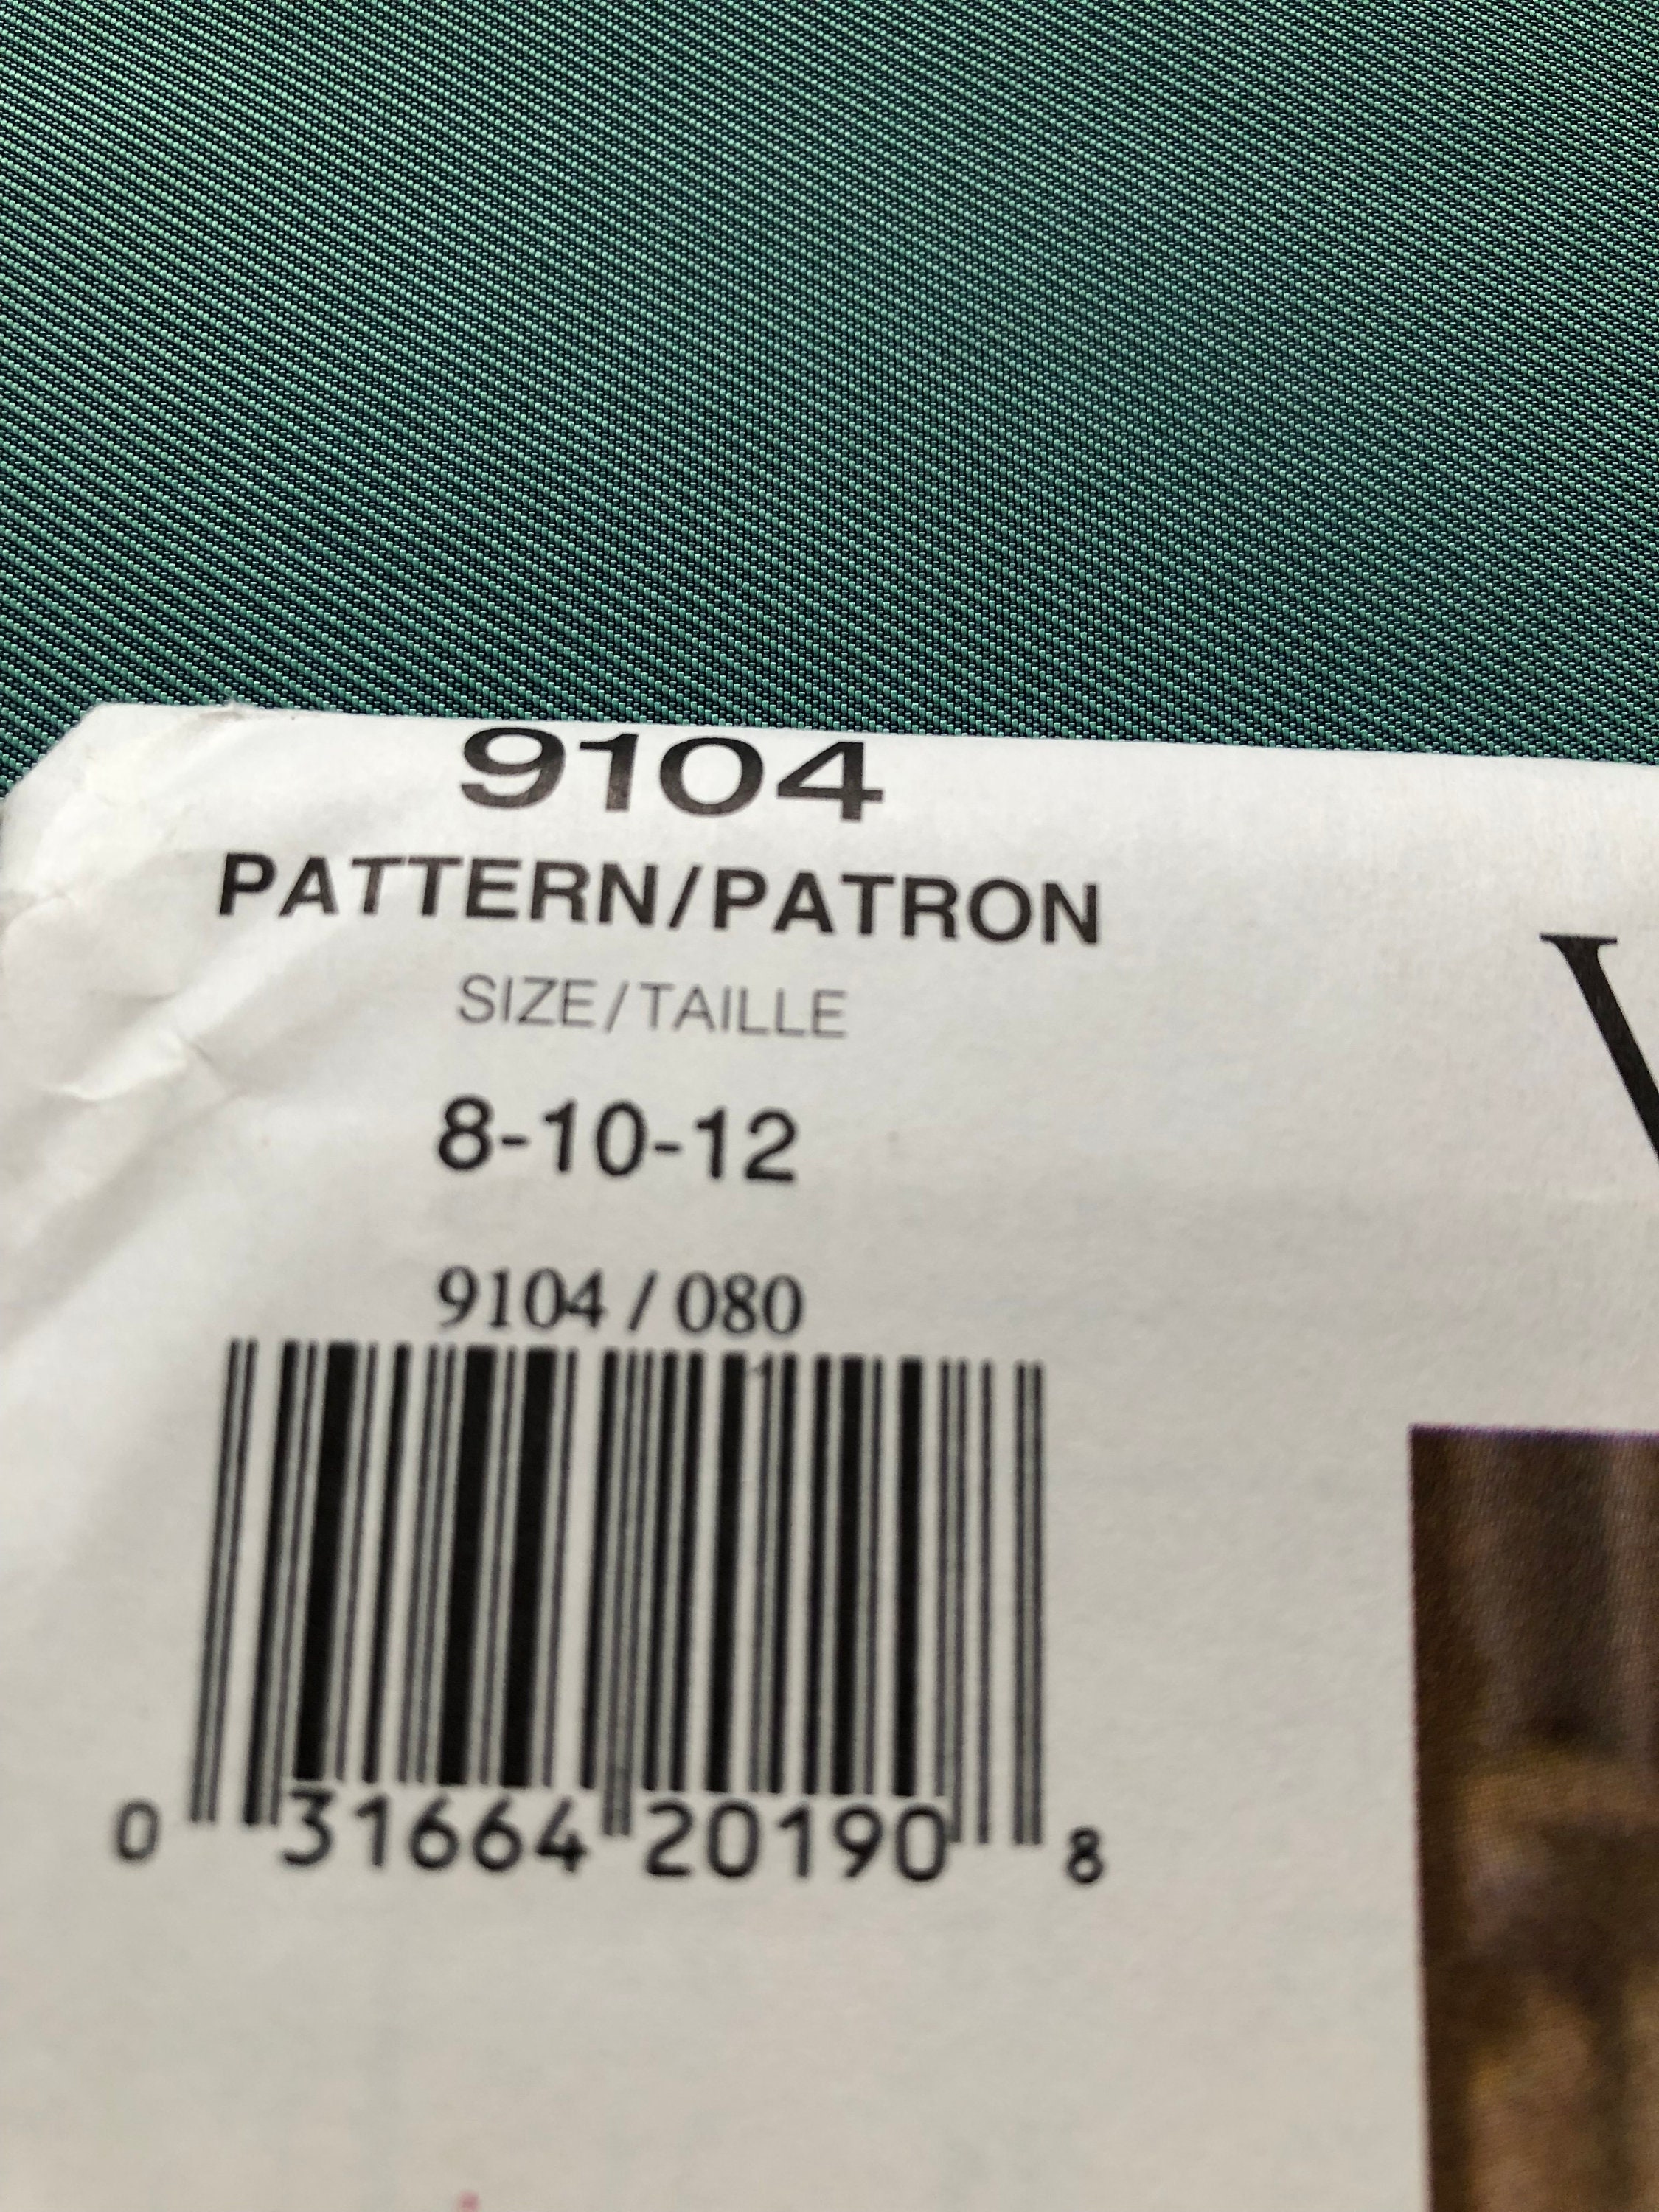 9104
PATTERN/PATRON
SIZE/TAILLE
8-10-12
9104 / 080
0 31664 20190 8
V